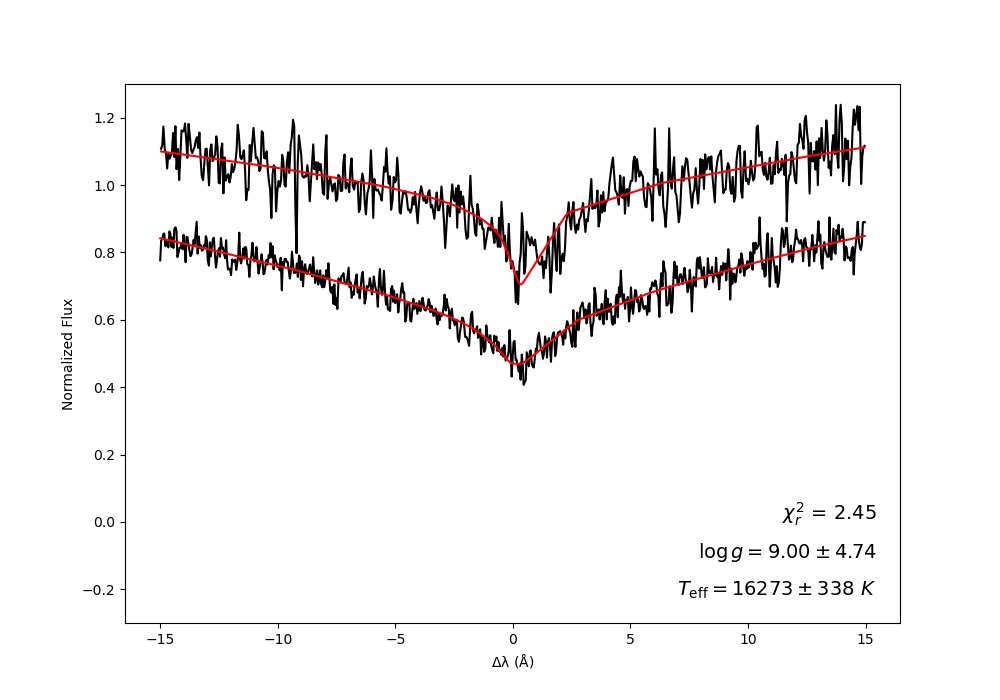 1.2
1.0
0.8
0.6
0.4
0.2
0.0
−0.2
Normalized Flux
χ²ᵣ = 2.45
log g = 9.00 ± 4.74
T_eff = 16273 ± 338 K
−15 −10 −5 0 5 10 15
Δλ (Å)